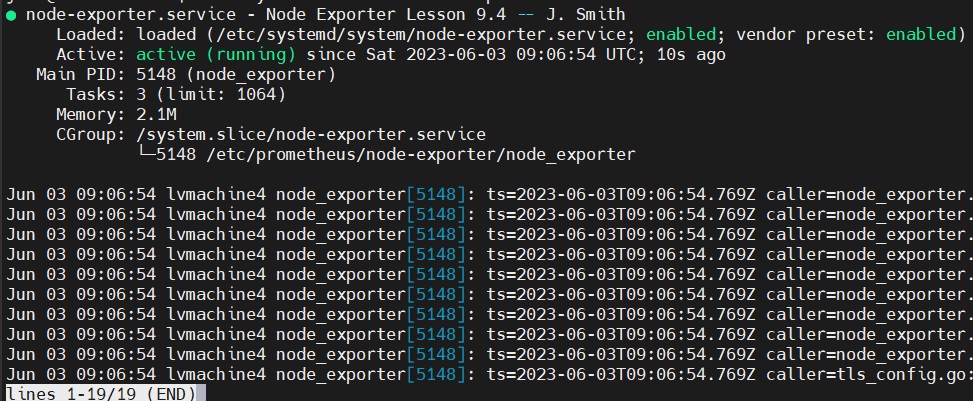 ● node-exporter.service - Node Exporter Lesson 9.4 -- J. Smith
Loaded: loaded (/etc/systemd/system/node-exporter.service; enabled; vendor preset: enabled)
Active: active (running) since Sat 2023-06-03 09:06:54 UTC; 10s ago
Main PID: 5148 (node_exporter)
Tasks: 3 (limit: 1064)
Memory: 2.1M
CGroup: /system.slice/node-exporter.service
└─5148 /etc/prometheus/node-exporter/node_exporter
Jun 03 09:06:54 lvmachine4 node_exporter[5148]: ts=2023-06-03T09:06:54.769Z caller=node_exporter.
Jun 03 09:06:54 lvmachine4 node_exporter[5148]: ts=2023-06-03T09:06:54.769Z caller=node_exporter.
Jun 03 09:06:54 lvmachine4 node_exporter[5148]: ts=2023-06-03T09:06:54.769Z caller=node_exporter.
Jun 03 09:06:54 lvmachine4 node_exporter[5148]: ts=2023-06-03T09:06:54.769Z caller=node_exporter.
Jun 03 09:06:54 lvmachine4 node_exporter[5148]: ts=2023-06-03T09:06:54.769Z caller=node_exporter.
Jun 03 09:06:54 lvmachine4 node_exporter[5148]: ts=2023-06-03T09:06:54.769Z caller=node_exporter.
Jun 03 09:06:54 lvmachine4 node_exporter[5148]: ts=2023-06-03T09:06:54.769Z caller=node_exporter.
Jun 03 09:06:54 lvmachine4 node_exporter[5148]: ts=2023-06-03T09:06:54.769Z caller=node_exporter.
Jun 03 09:06:54 lvmachine4 node_exporter[5148]: ts=2023-06-03T09:06:54.769Z caller=node_exporter.
Jun 03 09:06:54 lvmachine4 node_exporter[5148]: ts=2023-06-03T09:06:54.769Z caller=tls_config.go:
lines 1-19/19 (END)